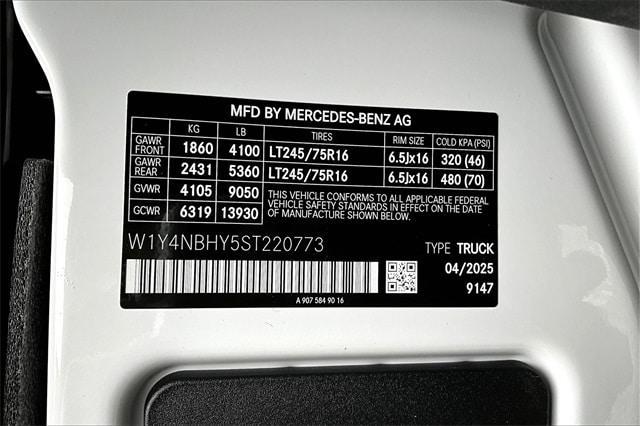 MFD BY MERCEDES-BENZ AG
KG LB TIRES RIM SIZE COLD KPA (PSI)
GAWR FRONT 1860 4100 LT245/75R16 6.5Jx16 320 (46)
GAWR REAR 2431 5360 LT245/75R16 6.5Jx16 480 (70)
GVWR 4105 9050 THIS VEHICLE CONFORMS TO ALL APPLICABLE
VEHICLE SAFETY STANDARDS IN EFFECT ON THE DATE
GCWR 6319 13930 OF MANUFACTURE SHOWN BELOW.
W1Y4NBHY5ST220773 TYPE TRUCK
04/2025
9147
A 907 584 90 16